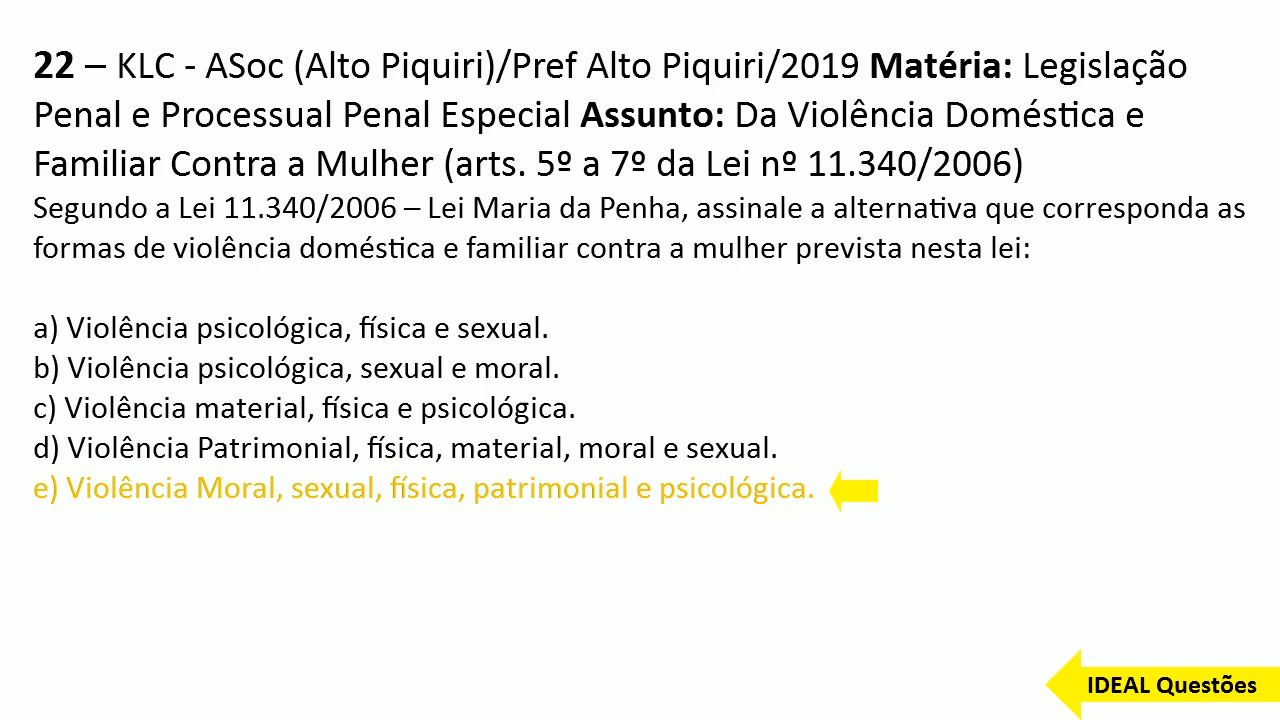 22 – KLC - ASoc (Alto Piquiri)/Pref Alto Piquiri/2019 Matéria: Legislação
Penal e Processual Penal Especial Assunto: Da Violência Doméstica e
Familiar Contra a Mulher (arts. 5º a 7º da Lei nº 11.340/2006)
Segundo a Lei 11.340/2006 – Lei Maria da Penha, assinale a alternativa que corresponda as
formas de violência doméstica e familiar contra a mulher prevista nesta lei:
a) Violência psicológica, física e sexual.
b) Violência psicológica, sexual e moral.
c) Violência material, física e psicológica.
d) Violência Patrimonial, física, material, moral e sexual.
e) Violência Moral, sexual, física, patrimonial e psicológica.
IDEAL Questões